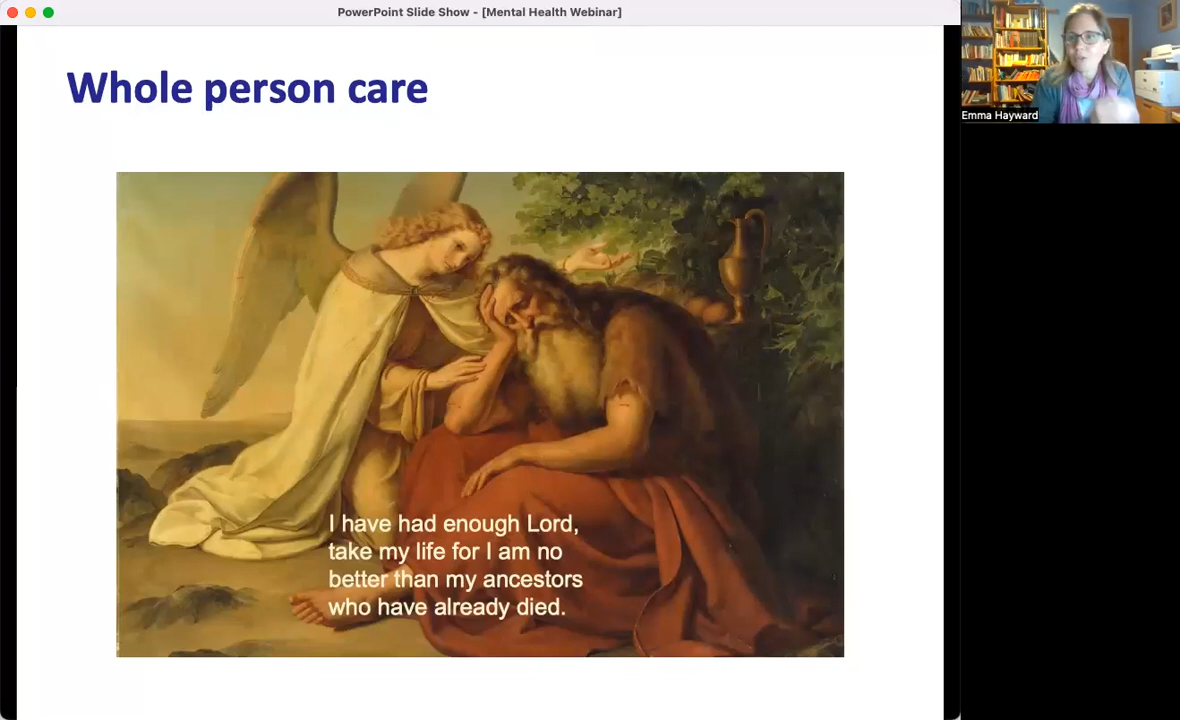 PowerPoint Slide Show - [Mental Health Webinar]
Whole person care
Emma Hayward
I have had enough Lord,
take my life for I am no
better than my ancestors
who have already died.